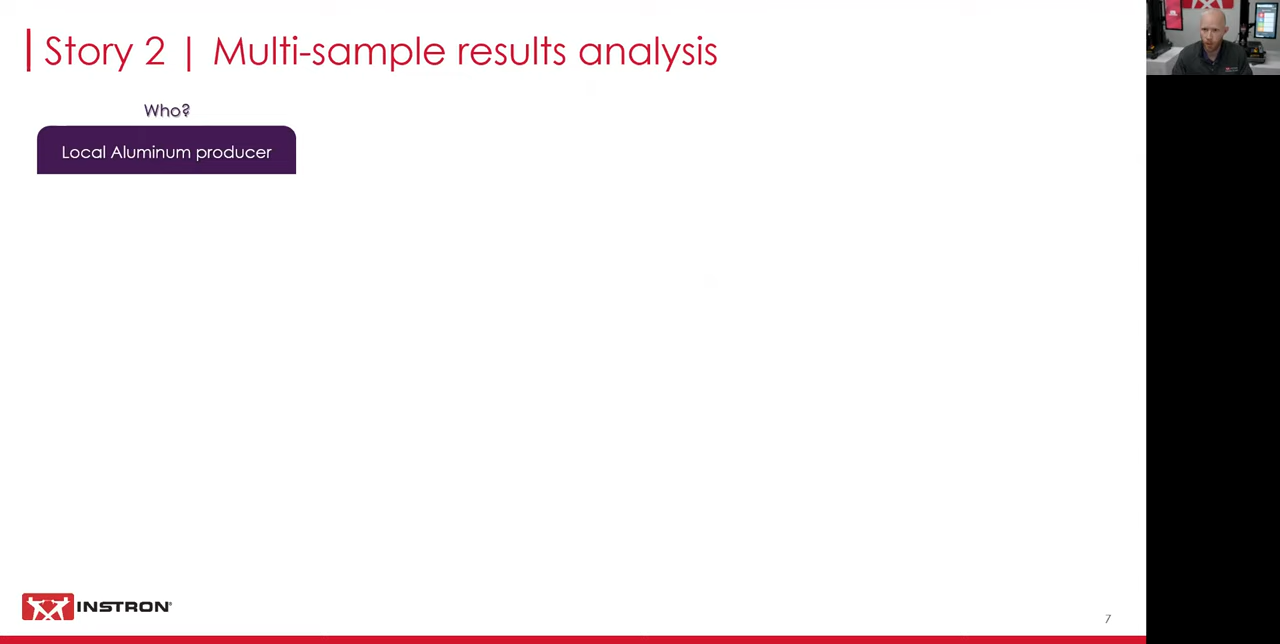 Story 2 | Multi-sample results analysis
Who?
Local Aluminum producer
INSTRON®
7